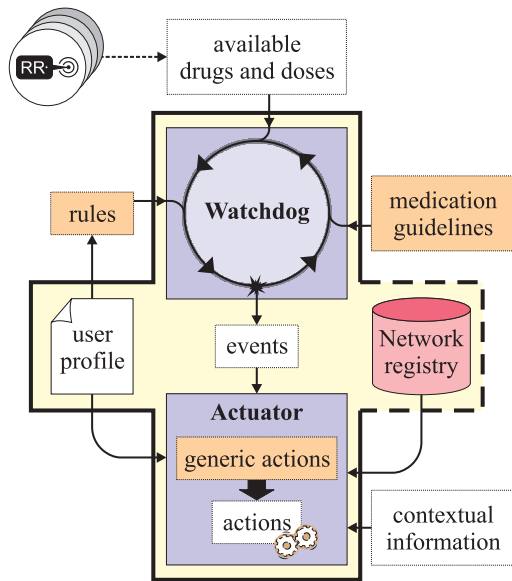 available
drugs and doses
RR
Watchdog
rules
medication
guidelines
user
profile
events
Network
registry
Actuator
generic actions
actions
contextual
information